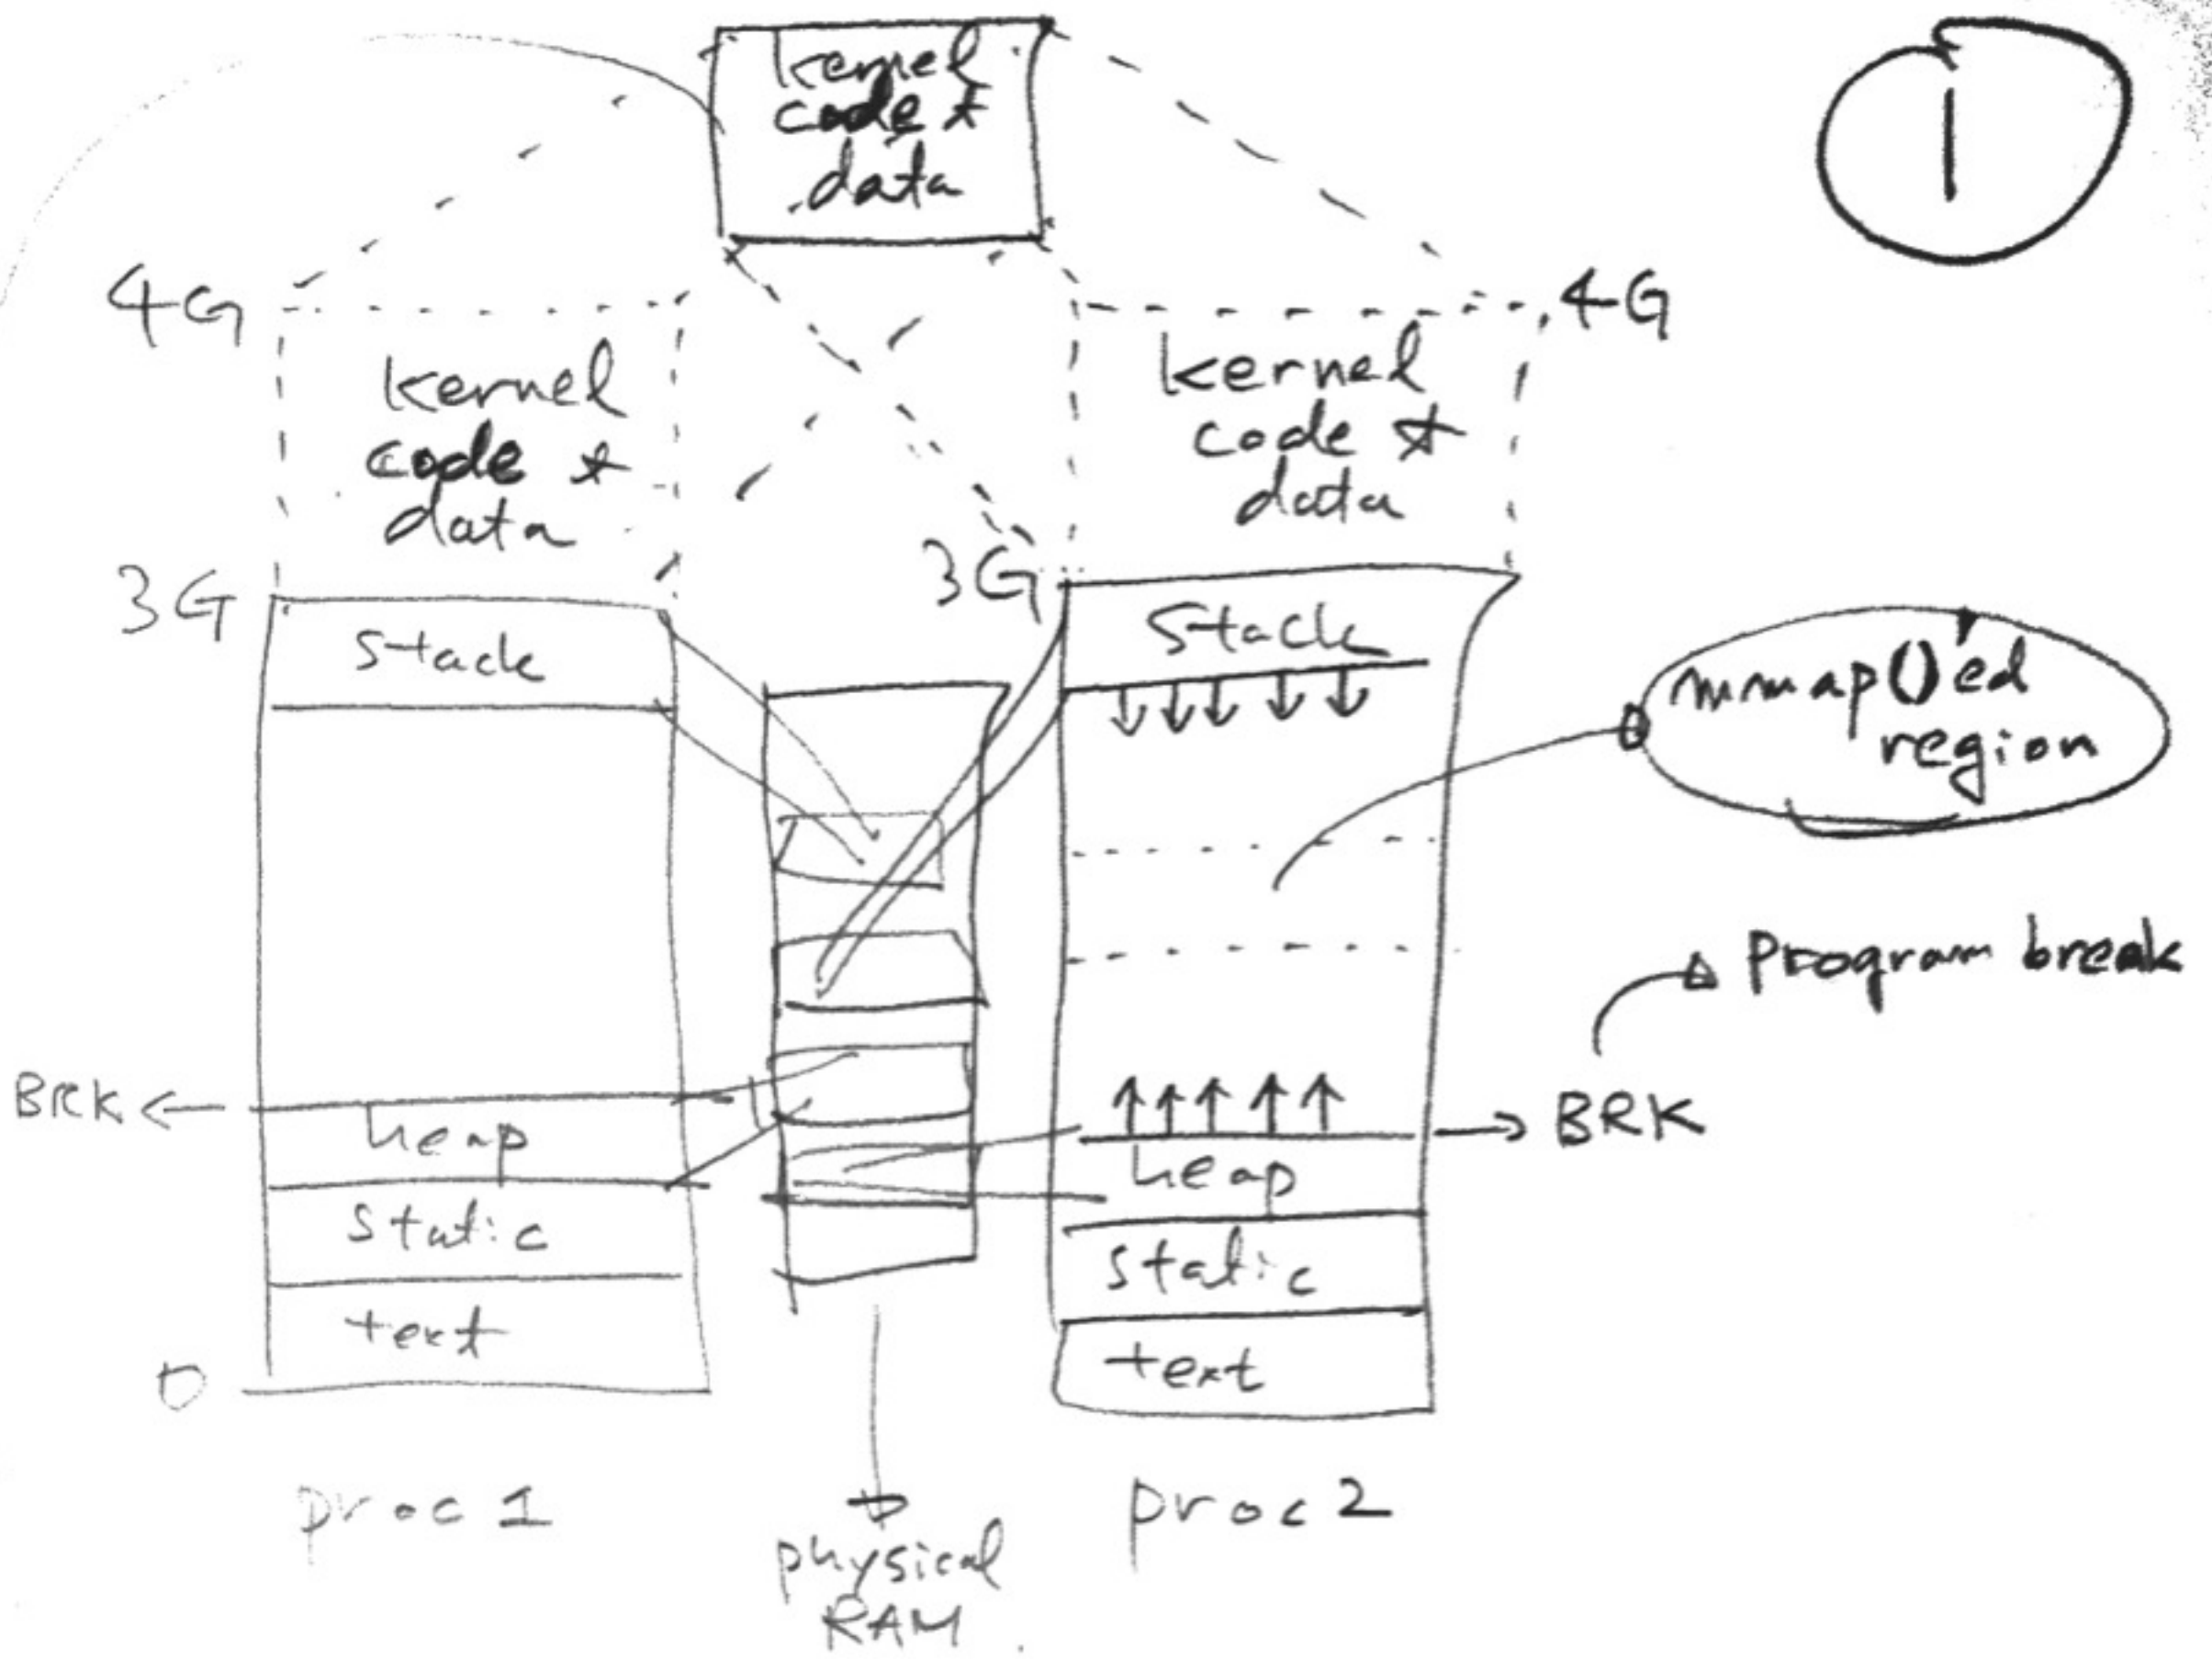 kernel
code &
data
1
4G
4G
kernel
code &
data
kernel
code &
data
3G
3G
Stack
Stack
mmap()ed
region
Program break
BRK
heap
static
text
0
BRK
heap
static
text
proc 1
proc 2
physical
RAM